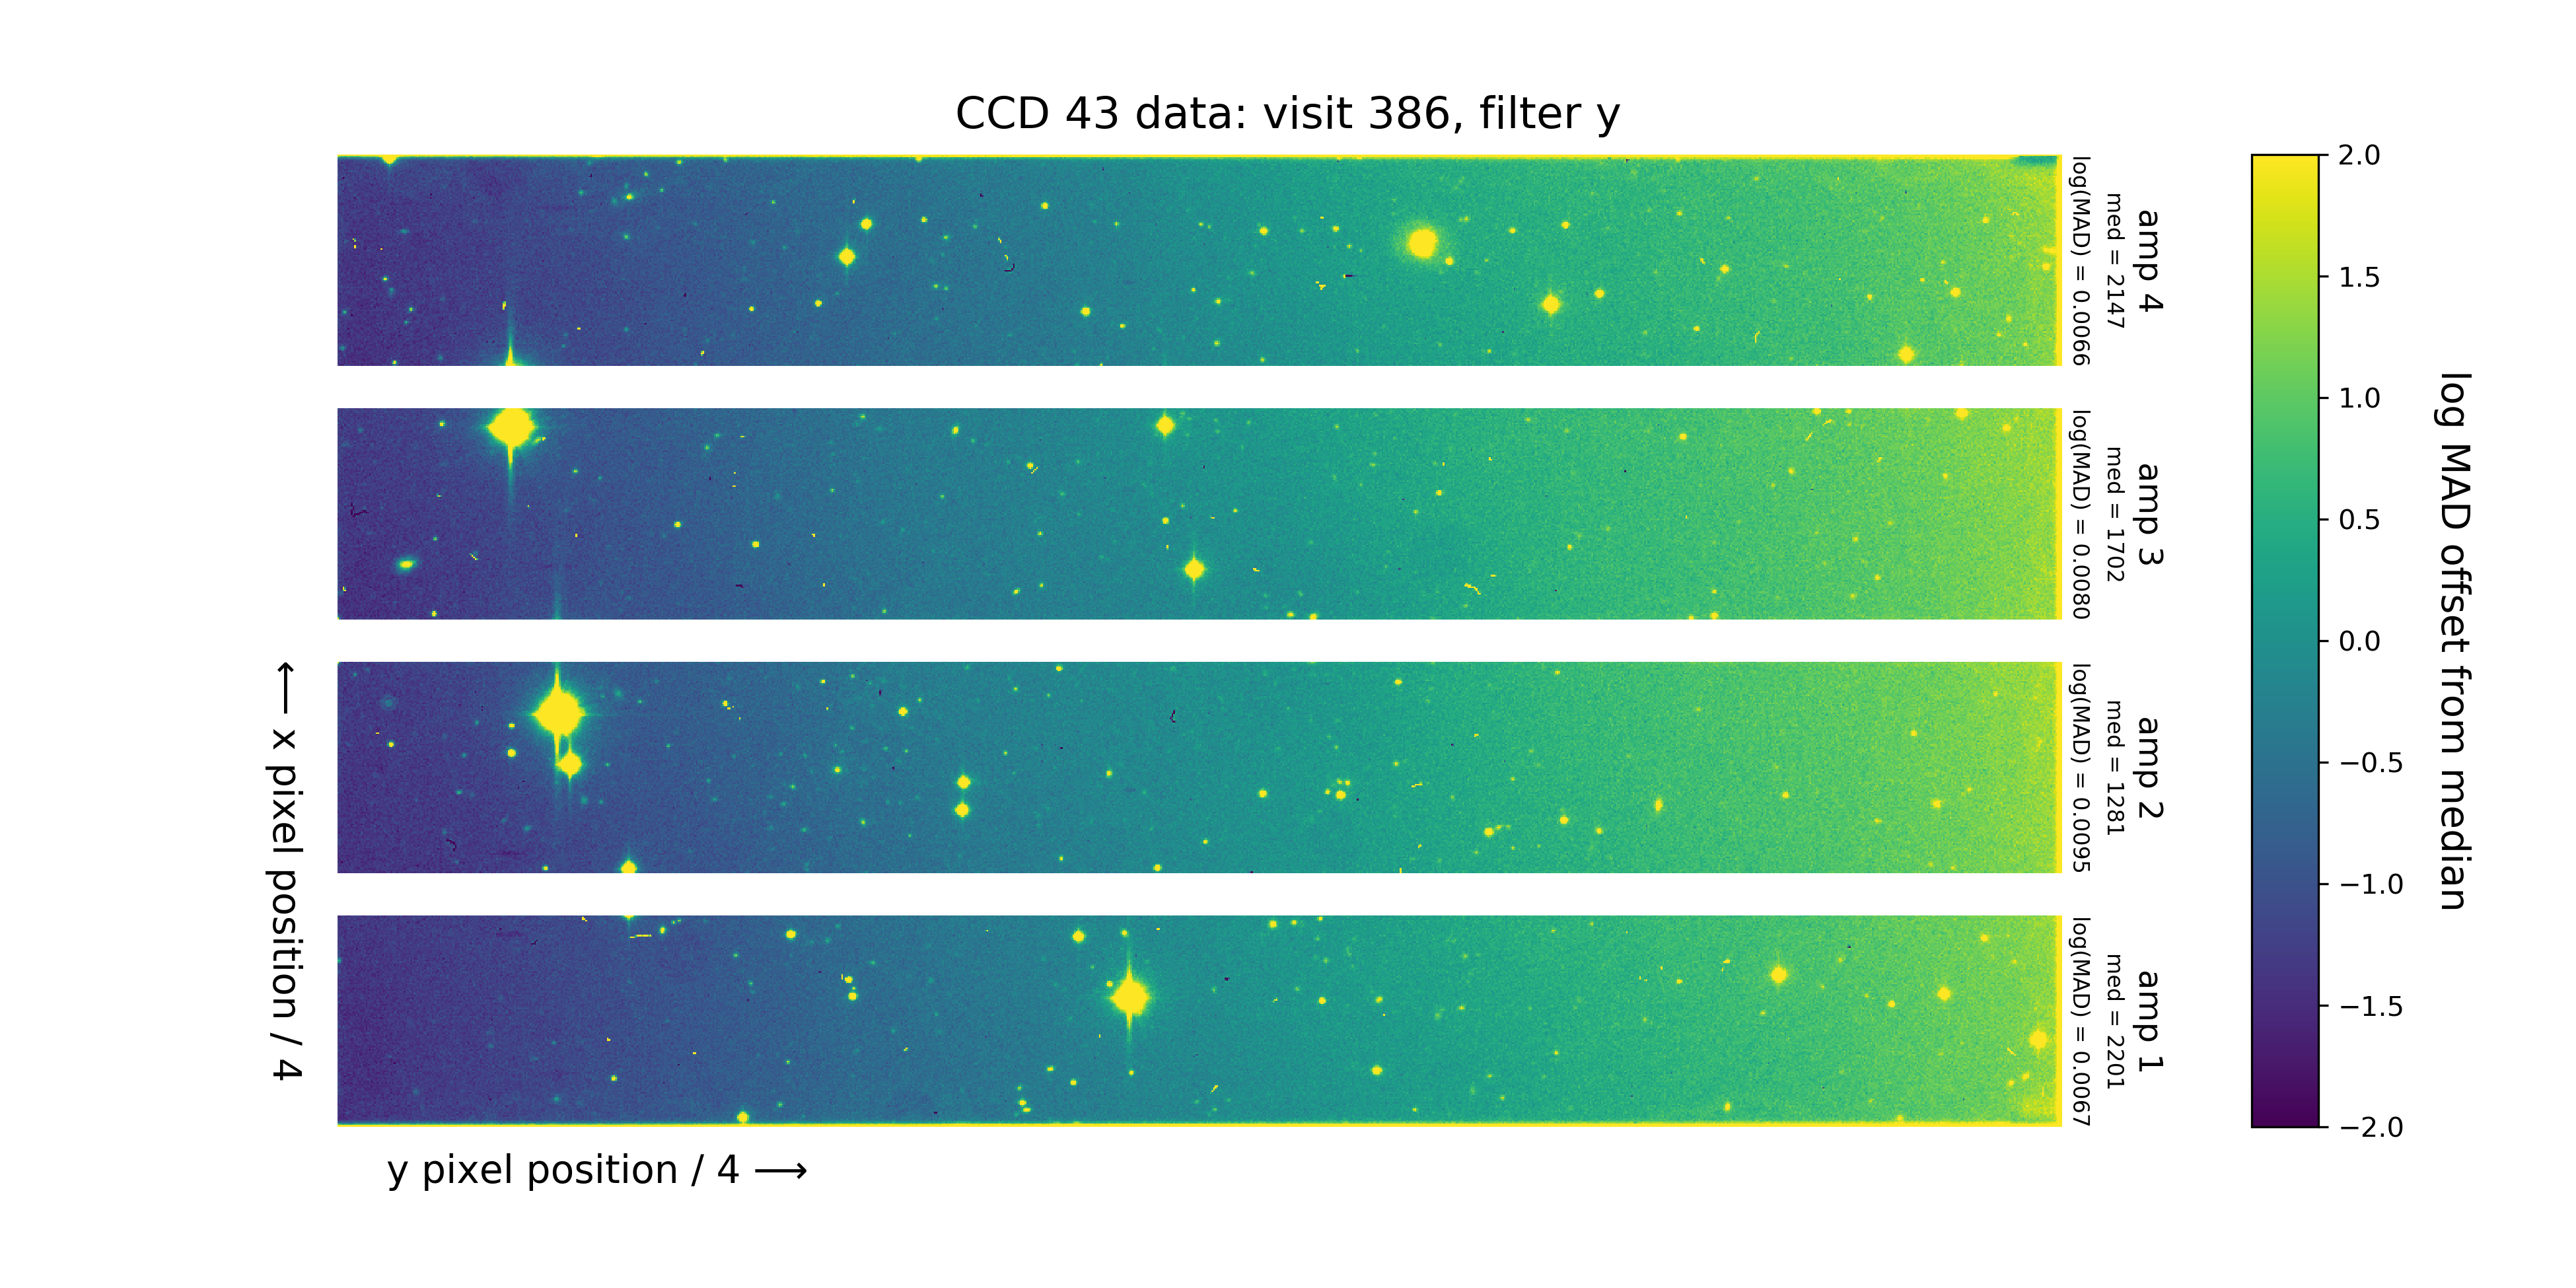 CCD 43 data: visit 386, filter y
amp 4
med = 2147
log(MAD) = 0.0066
amp 3
med = 1702
log(MAD) = 0.0080
amp 2
med = 1281
log(MAD) = 0.0095
amp 1
med = 2201
log(MAD) = 0.0067
⟵ x pixel position / 4
y pixel position / 4 ⟶
2.0
1.5
1.0
0.5
0.0
−0.5
−1.0
−1.5
−2.0
log MAD offset from median